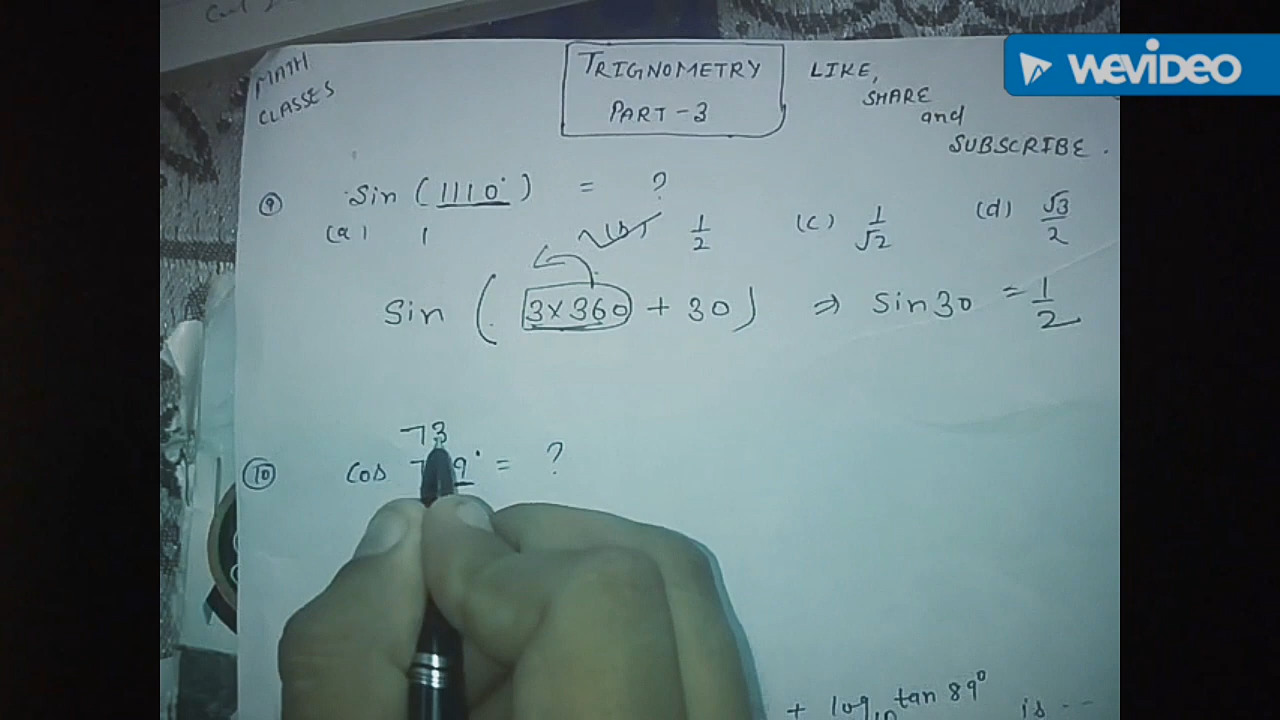 WEVIDEO
MATH
CLASSES
TRIGNOMETRY
PART - 3
LIKE,
SHARE
and
SUBSCRIBE.
9 Sin (1110°) = ?
(a) 1 (b) 1/2 (c) 1/√2 (d) √3/2
Sin ( 3×360 + 30 ) ⇒ Sin30 = 1/2
73
10 Cos 9° = ?
+ log10 tan 89° is --